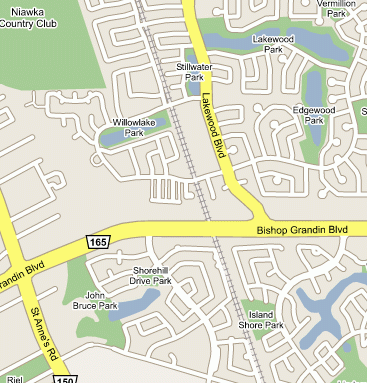 Niawka
Country Club
Vermillion
Park
Lakewood
Park
Stillwater
Park
Edgewood
Park
S
Willowlake
Park
Lakewood Blvd
165
Bishop Grandin Blvd
Grandin Blvd
Shorehill
Drive Park
John
Bruce Park
St Anne's Rd
Island
Shore Park
150
Riel